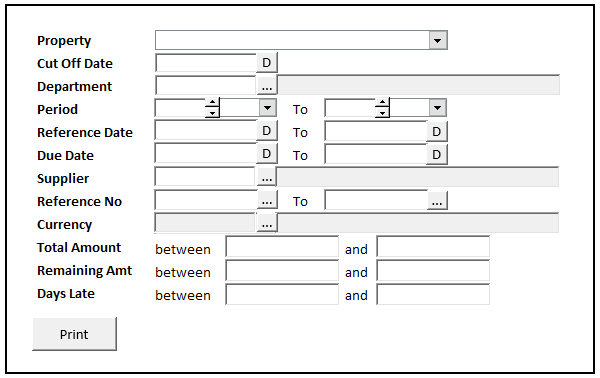 Property
Cut Off Date D
Department ...
Period To
Reference Date D To D
Due Date D To D
Supplier ...
Reference No ... To ...
Currency ...
Total Amount between and
Remaining Amt between and
Days Late between and
Print